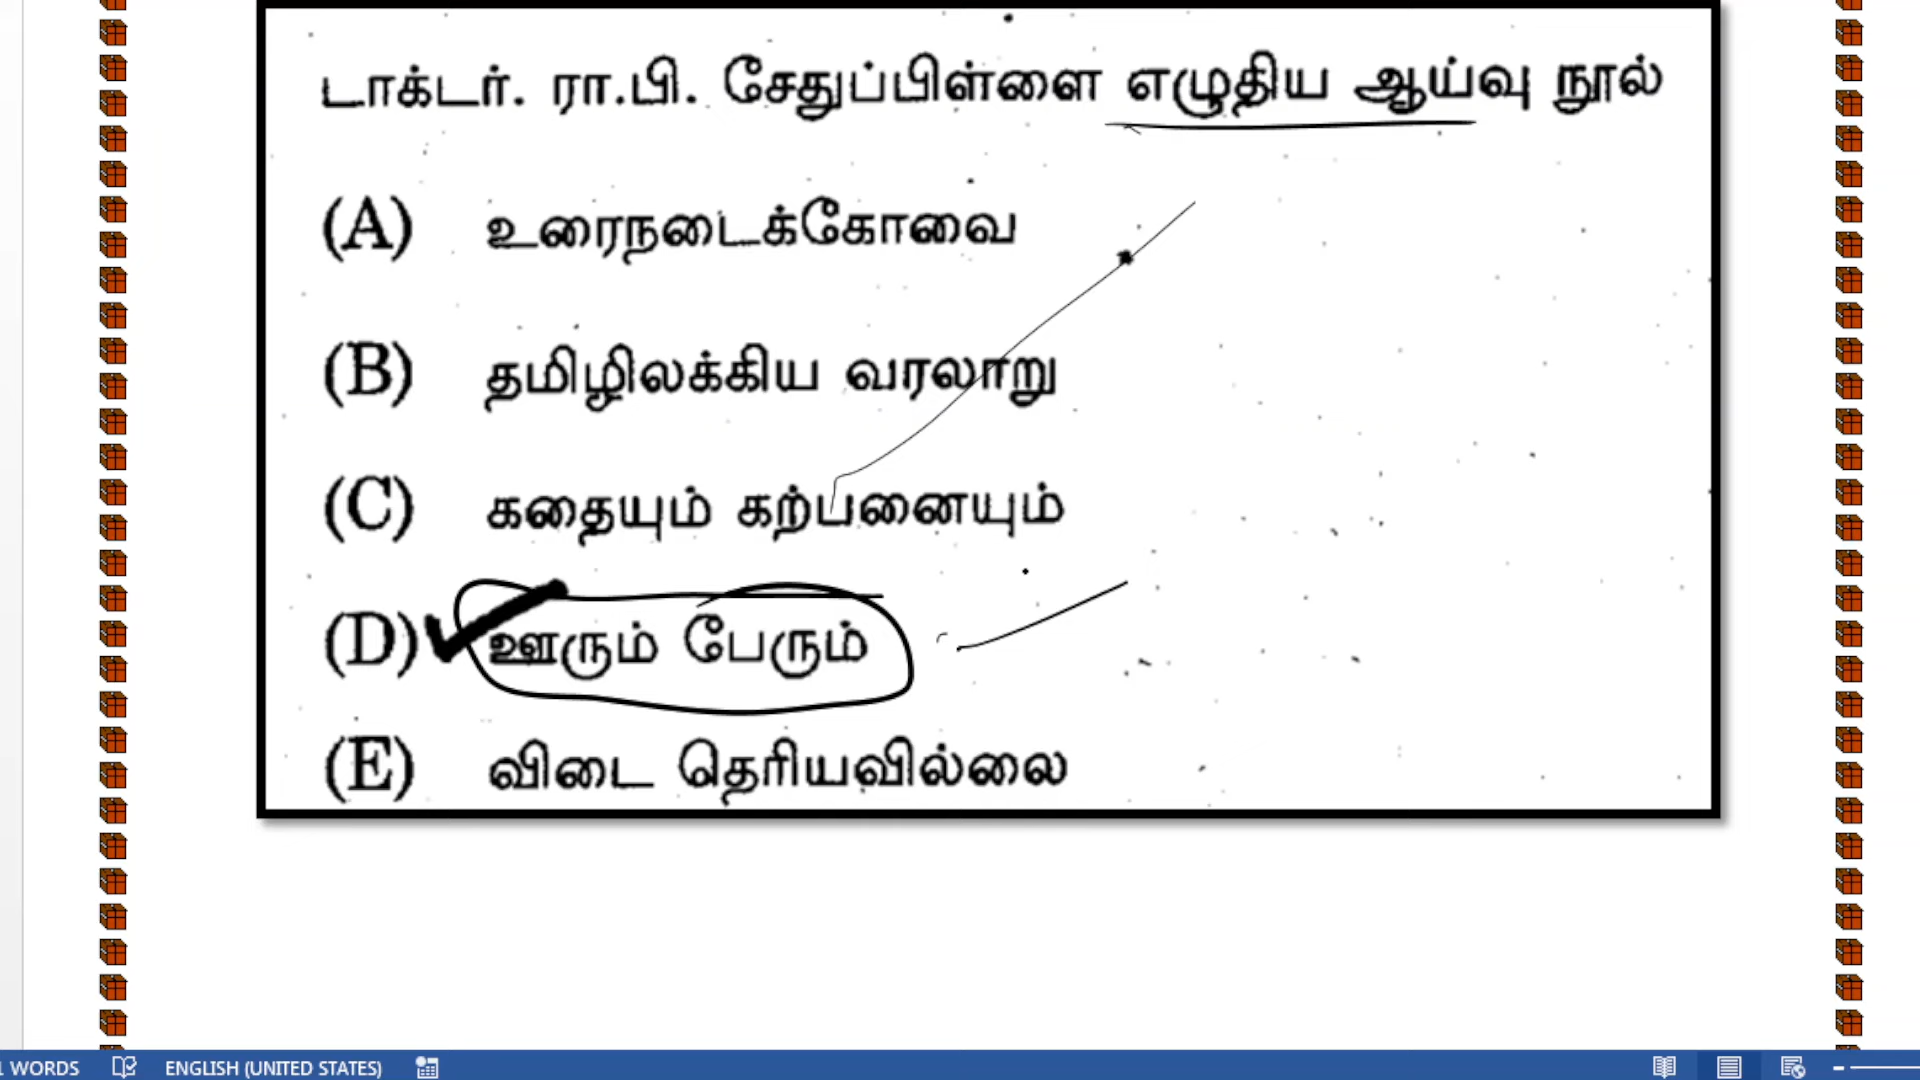 டாக்டர். ரா.பி. சேதுப்பிள்ளை எழுதிய ஆய்வு நூல்
(A) உரைநடைக்கோவை
(B) தமிழிலக்கிய வரலாறு
(C) கதையும் கற்பனையும்
(D) ஊரும் பேரும்
(E) விடை தெரியவில்லை
WORDS ENGLISH (UNITED STATES)